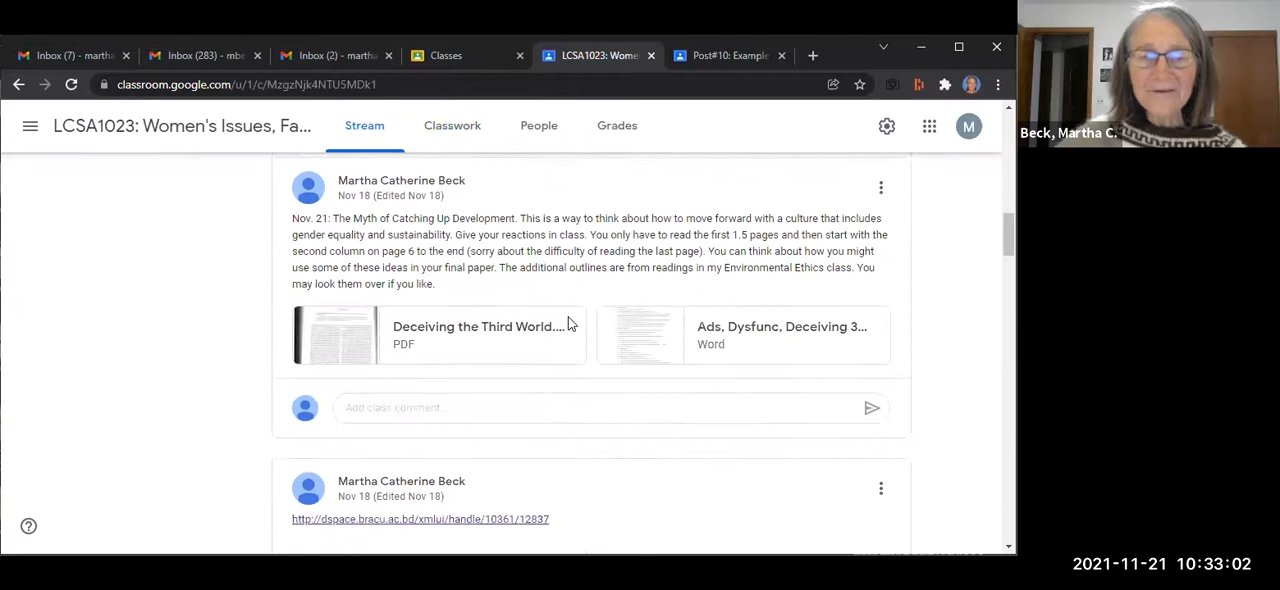 Inbox (7) - martha
Inbox (283) - mbe
Inbox (2) - martha
Classes
LCSA1023: Wome
Post#10: Example
classroom.google.com/u/1/c/MzgzNjk4NTU5MDk1
LCSA1023: Women's Issues, Fa...
Stream
Classwork
People
Grades
M
Beck, Martha C.
Martha Catherine Beck
Nov 18 (Edited Nov 18)
Nov. 21: The Myth of Catching Up Development. This is a way to think about how to move forward with a culture that includes
gender equality and sustainability. Give your reactions in class. You only have to read the first 1.5 pages and then start with the
second column on page 6 to the end (sorry about the difficulty of reading the last page). You can think about how you might
use some of these ideas in your final paper. The additional outlines are from readings in my Environmental Ethics class. You
may look them over if you like.
Deceiving the Third World....
PDF
Ads, Dysfunc, Deceiving 3...
Word
Add class comment...
Martha Catherine Beck
Nov 18 (Edited Nov 18)
http://dspace.bracu.ac.bd/xmlui/handle/10361/12837
2021-11-21 10:33:02